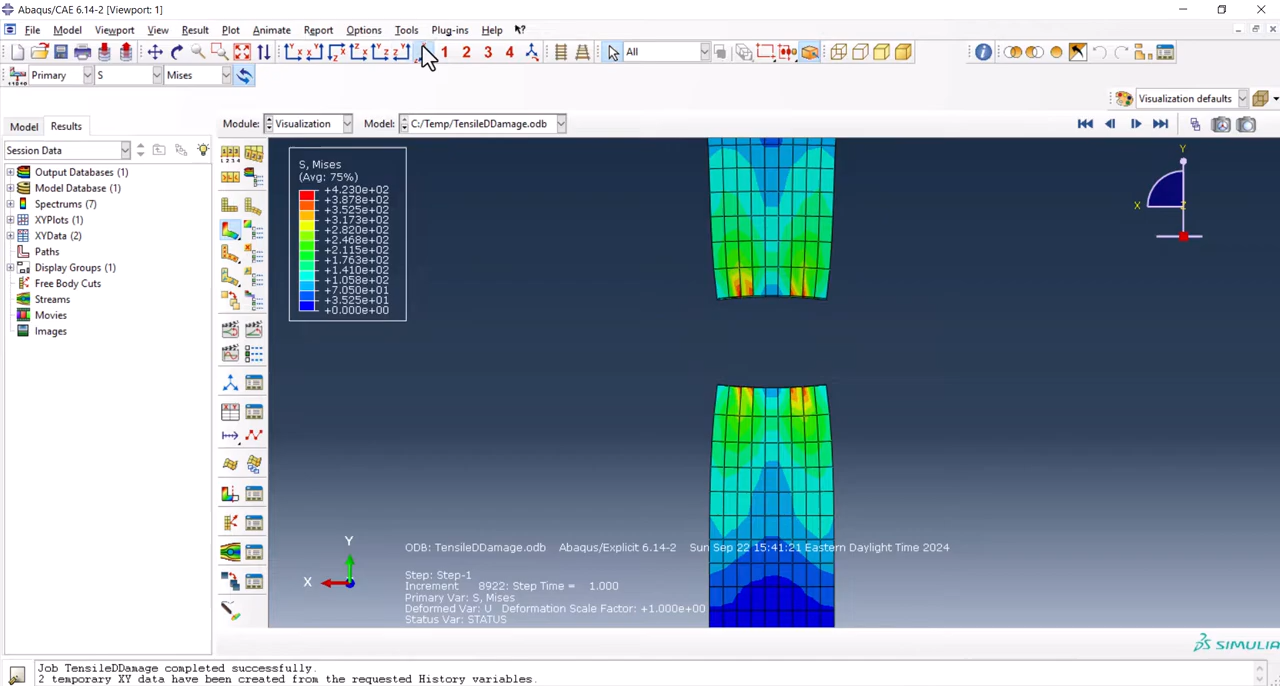 Abaqus/CAE 6.14-2 [Viewport: 1]
File Model Viewport View Result Plot Animate Report Options Tools Plug-ins Help
1 2 3 4 All
Primary S Mises
Visualization defaults
Model Results Module: Visualization Model: C:/Temp/TensileDDamage.odb
Session Data
Output Databases (1)
Model Database (1)
Spectrums (7)
XYPlots (1)
XYData (2)
Paths
Display Groups (1)
Free Body Cuts
Streams
Movies
Images
S, Mises
(Avg: 75%)
+4.230e+02
+3.878e+02
+3.525e+02
+3.173e+02
+2.820e+02
+2.468e+02
+2.115e+02
+1.763e+02
+1.410e+02
+1.058e+02
+7.050e+01
+3.525e+01
+0.000e+00
Y
X
Z
Y
X
ODB: TensileDDamage.odb Abaqus/Explicit 6.14-2 Sun Sep 22 15:41:21 Eastern Daylight Time 2024
Step: Step-1
Increment 8922: Step Time = 1.000
Primary Var: S, Mises
Deformed Var: U Deformation Scale Factor: +1.000e+00
Status Var: STATUS
SIMULIA
Job TensileDDamage completed successfully.
2 temporary XY data have been created from the requested History variables.